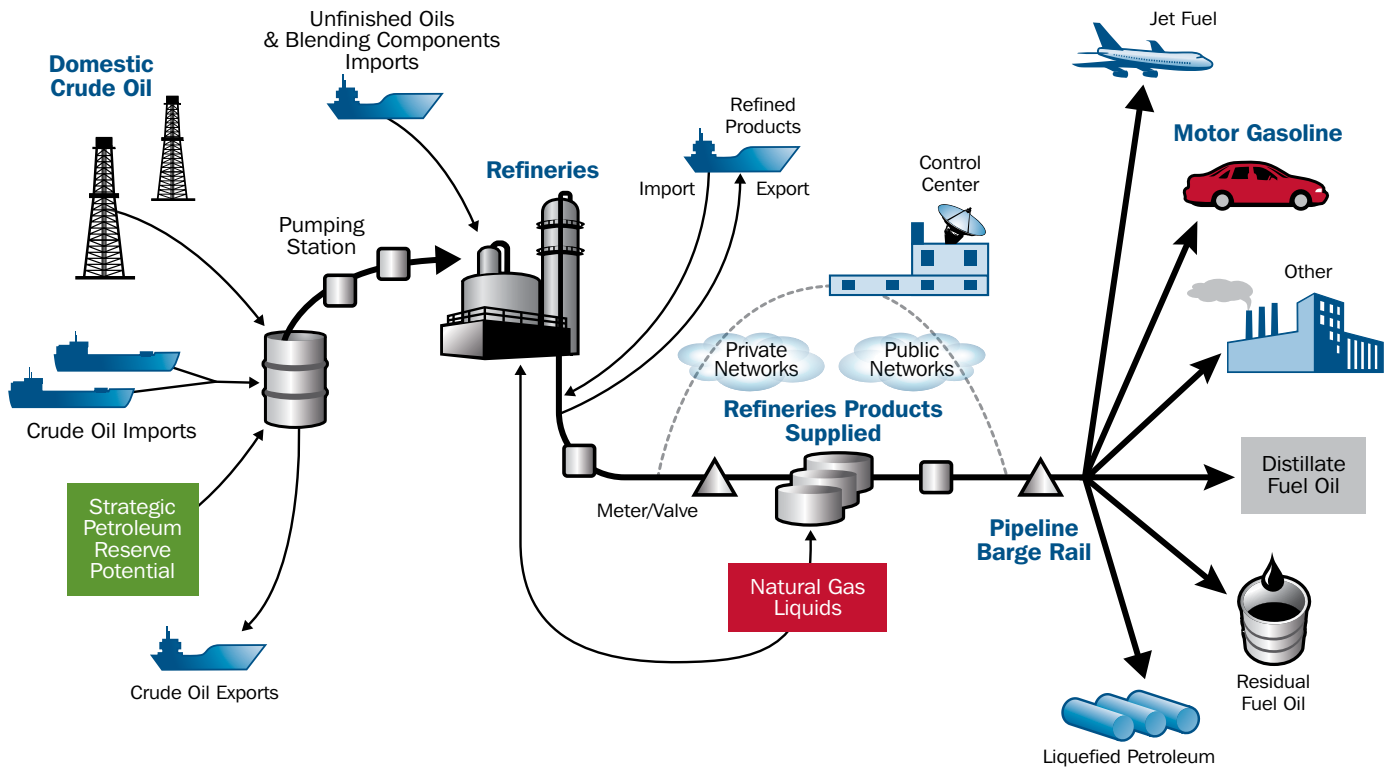 Unfinished Oils
& Blending Components
Imports
Jet Fuel
Domestic
Crude Oil
Refined
Products
Motor Gasoline
Refineries
Control
Center
Import
Export
Pumping
Station
Other
Private
Networks
Public
Networks
Refineries Products
Supplied
Crude Oil Imports
Distillate
Fuel Oil
Strategic
Petroleum
Reserve
Potential
Meter/Valve
Pipeline
Barge Rail
Natural Gas
Liquids
Crude Oil Exports
Residual
Fuel Oil
Liquefied Petroleum